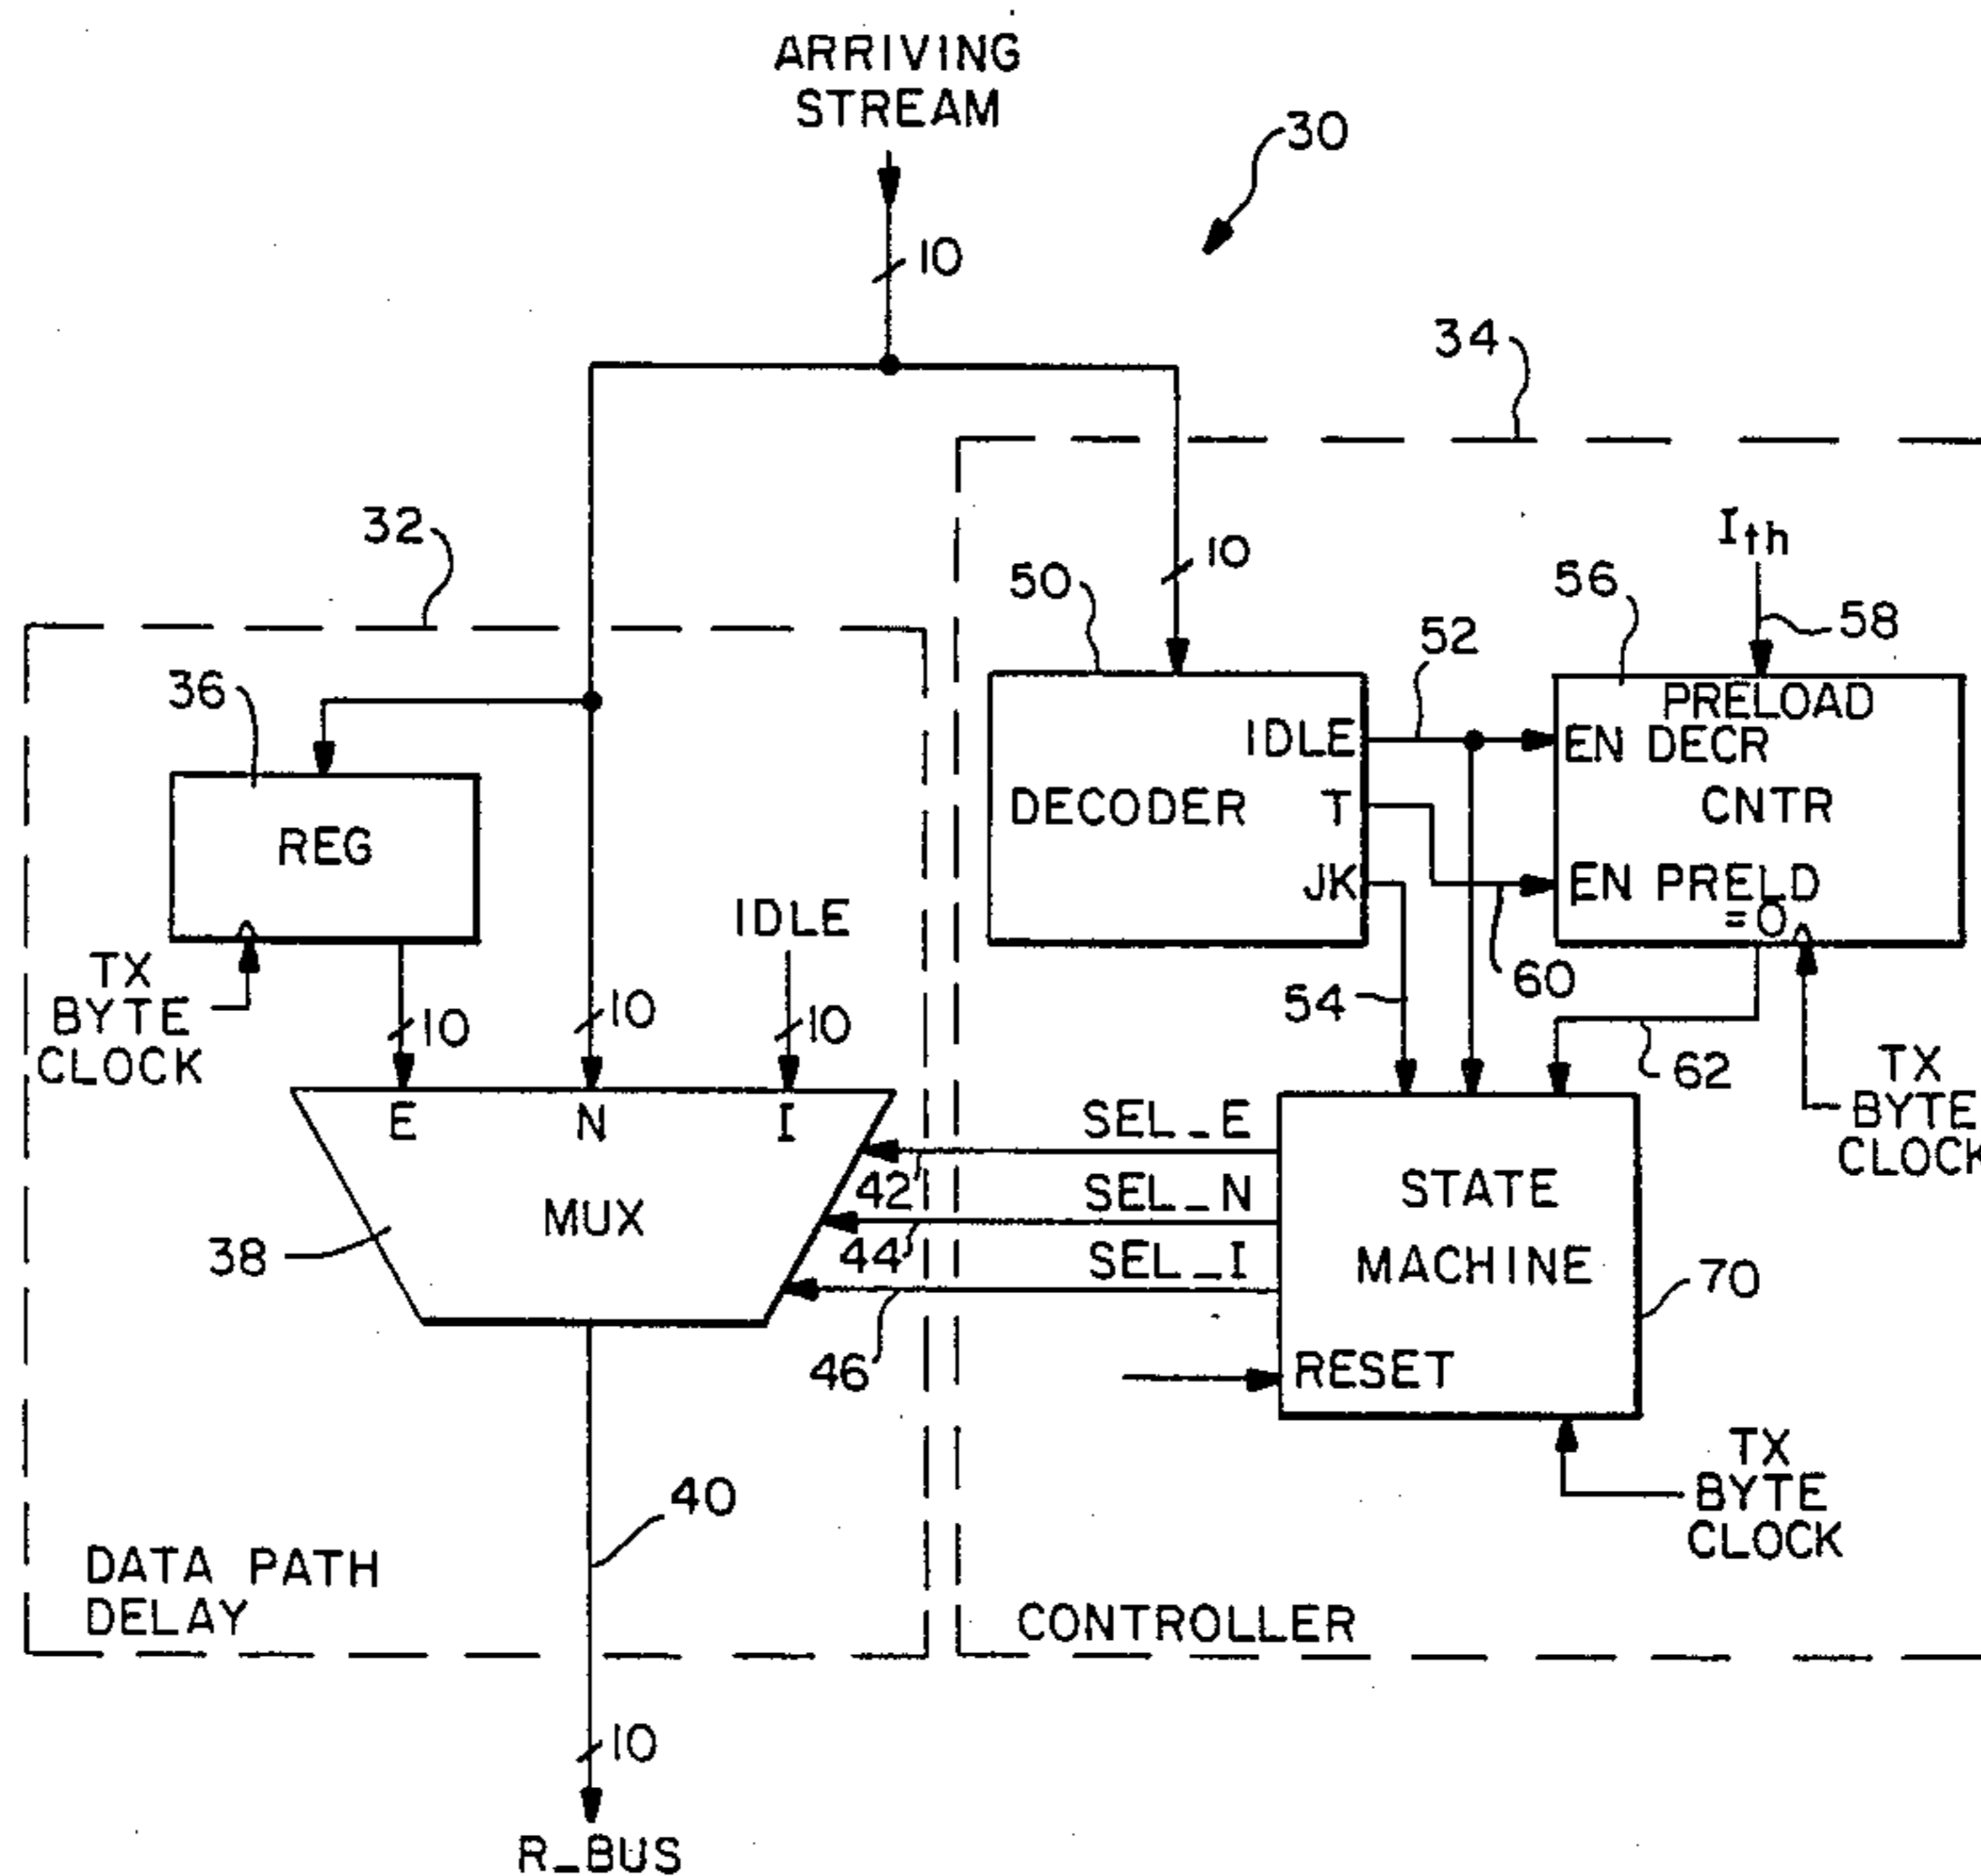 ARRIVING
STREAM
30
10
34
32
10
50
52
Ith
56
58
36
PRELOAD
IDLE
EN DECR
DECODER
T
CNTR
REG
JK
EN PRELD
=0
IDLE
TX
BYTE
CLOCK
10
10
10
54
60
62
TX
BYTE
CLOCK
E
N
I
SEL_E
42
STATE
MACHINE
MUX
SEL_N
38
44
SEL_I
70
46
RESET
40
TX
BYTE
CLOCK
DATA PATH
DELAY
CONTROLLER
10
R_BUS